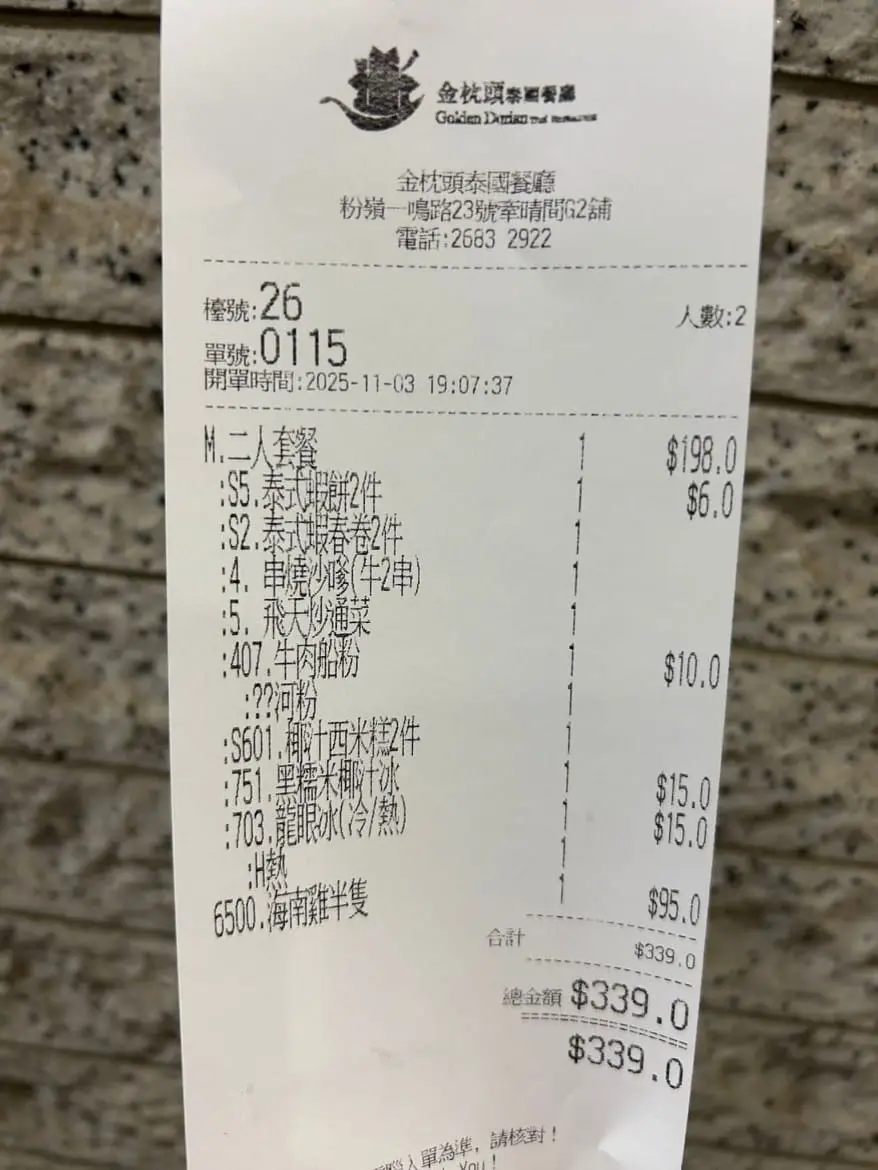 金枕頭泰國餐廳
Golden Durian Thai Restaurant
金枕頭泰國餐廳
粉嶺一鳴路23號牽晴間G2舖
電話:2683 2922
檯號:26 人數:2
單號:0115
開單時間:2025-11-03 19:07:37
M.二人套餐 1 $198.0
:S5.泰式蝦餅2件 1 $6.0
:S2.泰式蝦春卷2件 1
:4. 串燒沙嗲(牛2串) 1
:5. 飛天炒通菜 1
:407.牛肉船粉 1 $10.0
:??河粉 1
:S601.椰汁西米糕2件 1
:751.黑糯米椰汁冰 1 $15.0
:703.龍眼冰(冷/熱) 1 $15.0
:H熱 1
6500.海南雞半隻 1 $95.0
合計 $339.0
總金額 $339.0
$339.0
入單為準, 請核對!
You!